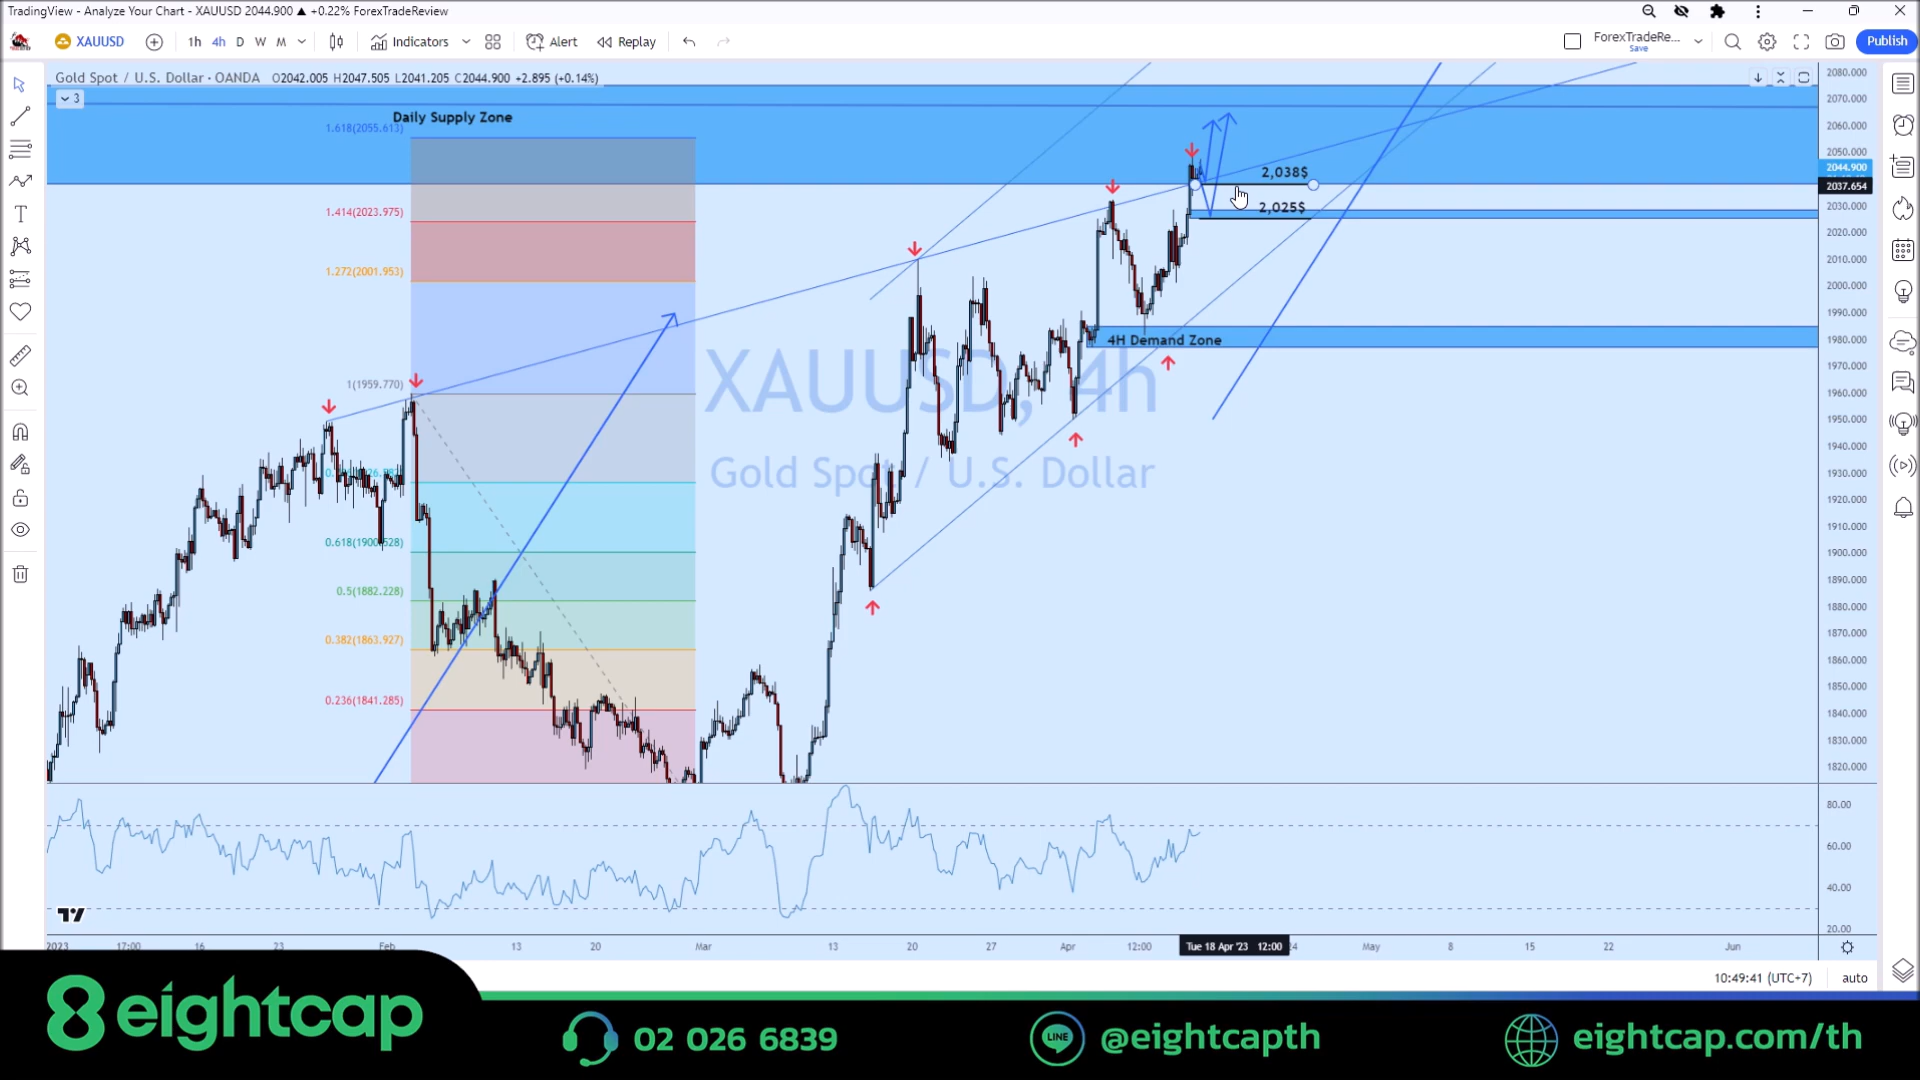 TradingView - Analyze Your Chart - XAUUSD 2044.900 ▲ +0.22% ForexTradeReview
XAUUSD
1h 4h D W M
Indicators
Alert
Replay
ForexTradeRe...
Save
Publish
Gold Spot / U.S. Dollar · OANDA O2042.005 H2047.505 L2041.205 C2044.900 +2.895 (+0.14%)
3
Daily Supply Zone
1.618(2055.613)
1.414(2023.975)
1.272(2001.953)
1(1959.770)
0.618(1900.528)
0.5(1882.228)
0.382(1863.927)
0.236(1841.285)
2,038$
2,025$
4H Demand Zone
XAUUSD, 4h
Gold Spot / U.S. Dollar
2080.000
2070.000
2060.000
2050.000
2044.900
2037.654
2030.000
2020.000
2010.000
2000.000
1990.000
1980.000
1970.000
1960.000
1950.000
1940.000
1930.000
1920.000
1910.000
1900.000
1890.000
1880.000
1870.000
1860.000
1850.000
1840.000
1830.000
1820.000
80.00
60.00
40.00
20.00
2023 17:00 16 23 Feb 13 20 Mar 13 20 27 Apr 12:00 Tue 18 Apr '23 12:00 24 May 8 15 22 Jun
10:49:41 (UTC+7) auto
8 eightcap
02 026 6839
LINE
@eightcapth
eightcap.com/th